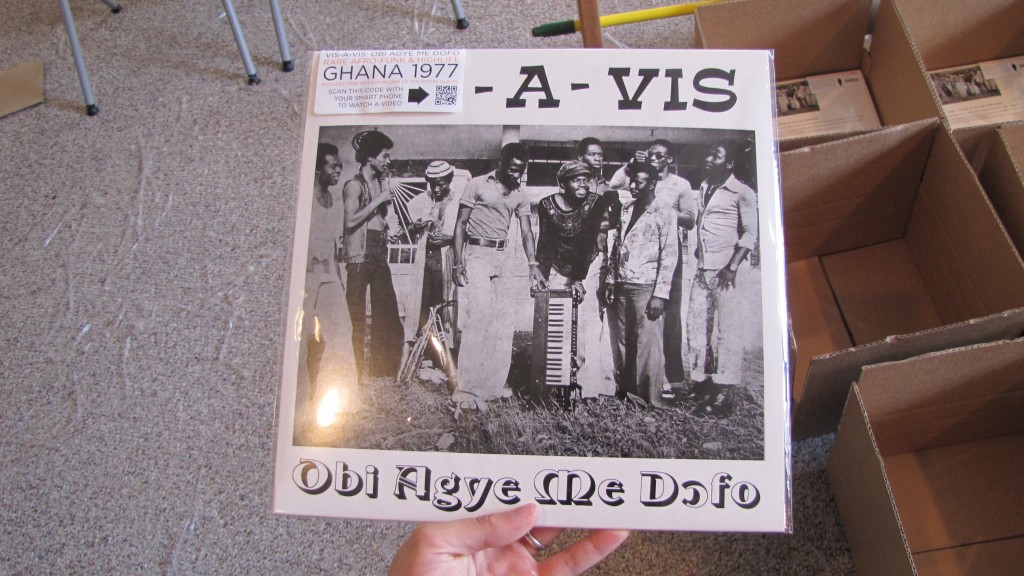 VIS-A-VIS: OBI AGYE ME DOFO
RARE AFRO-FUNK & HIGHLIFE
GHANA 1977
SCAN THIS CODE WITH
YOUR SMART PHONE
TO WATCH A VIDEO
-A-VIS
Obi Agye Me Dɔfo